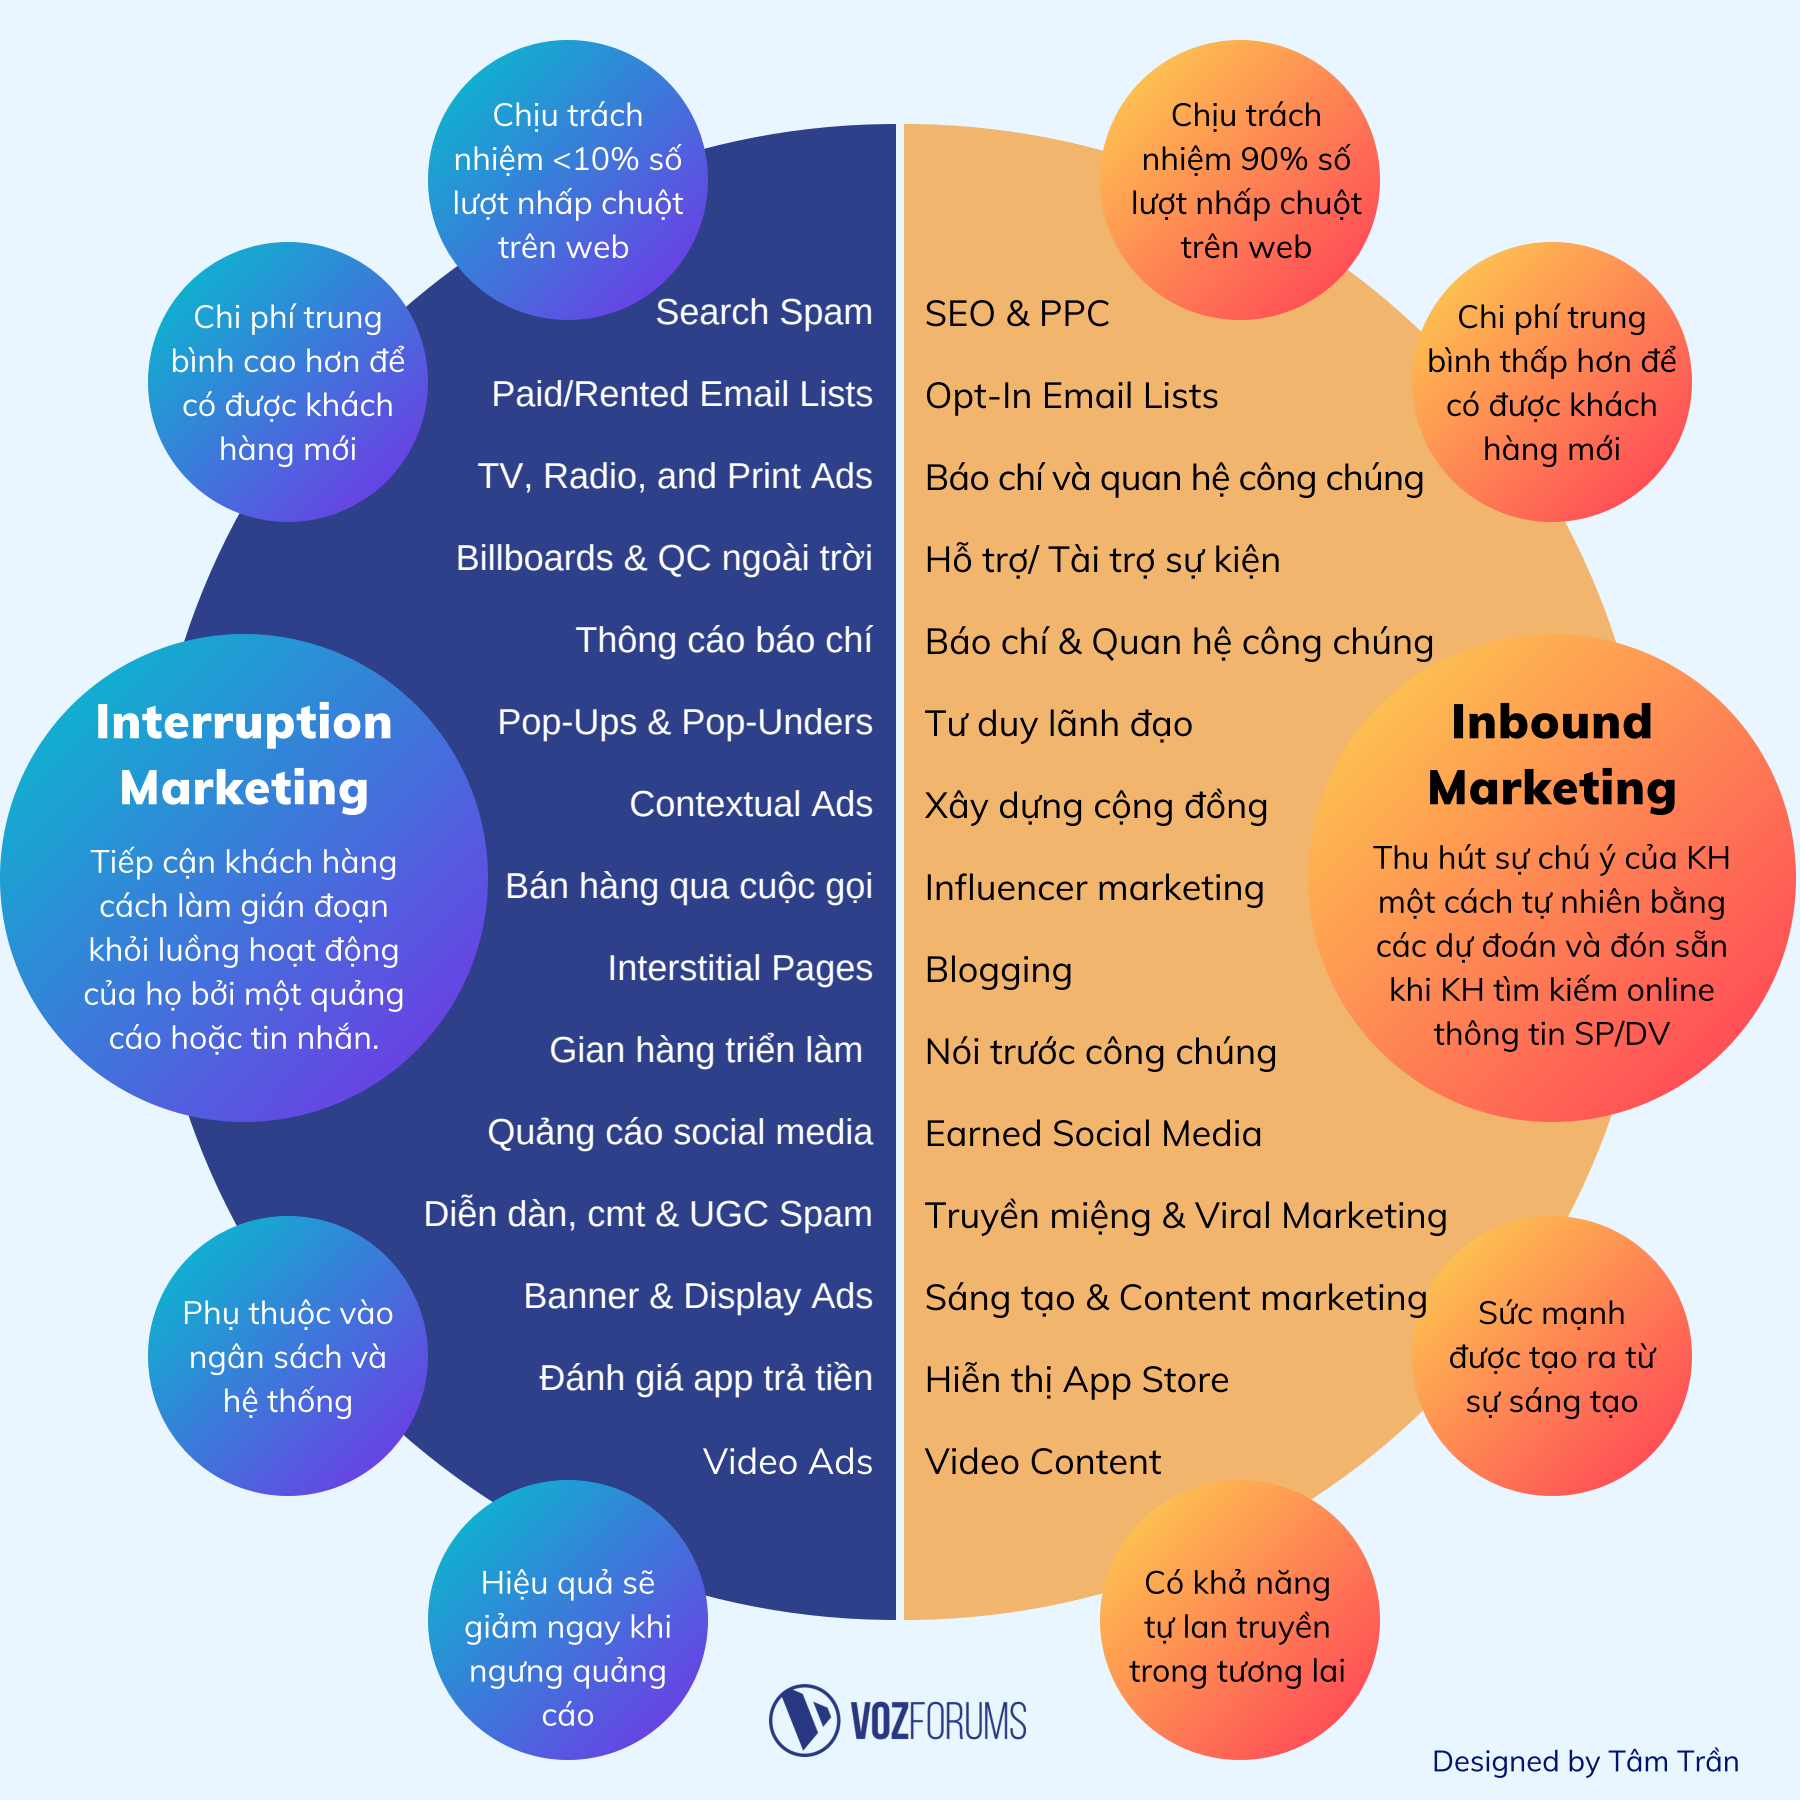 Chịu trách
nhiệm <10% số
lượt nhấp chuột
trên web
Chịu trách
nhiệm 90% số
lượt nhấp chuột
trên web
Chi phí trung
bình cao hơn để
có được khách
hàng mới
Chi phí trung
bình thấp hơn để
có được khách
hàng mới
Interruption
Marketing
Tiếp cận khách hàng
cách làm gián đoạn
khỏi luồng hoạt động
của họ bởi một quảng
cáo hoặc tin nhắn.
Search Spam
Paid/Rented Email Lists
TV, Radio, and Print Ads
Billboards & QC ngoài trời
Thông cáo báo chí
Pop-Ups & Pop-Unders
Contextual Ads
Bán hàng qua cuộc gọi
Interstitial Pages
Gian hàng triển làm
Quảng cáo social media
Diễn dàn, cmt & UGC Spam
Banner & Display Ads
Đánh giá app trả tiền
Video Ads
SEO & PPC
Opt-In Email Lists
Báo chí và quan hệ công chúng
Hỗ trợ/ Tài trợ sự kiện
Báo chí & Quan hệ công chúng
Tư duy lãnh đạo
Xây dựng cộng đồng
Influencer marketing
Blogging
Nói trước công chúng
Earned Social Media
Truyền miệng & Viral Marketing
Sáng tạo & Content marketing
Hiễn thị App Store
Video Content
Inbound
Marketing
Thu hút sự chú ý của KH
một cách tự nhiên bằng
các dự đoán và đón sẵn
khi KH tìm kiếm online
thông tin SP/DV
Phụ thuộc vào
ngân sách và
hệ thống
Sức mạnh
được tạo ra từ
sự sáng tạo
Hiệu quả sẽ
giảm ngay khi
ngưng quảng
cáo
Có khả năng
tự lan truyền
trong tương lai
VOZFORUMS
Designed by Tâm Trần